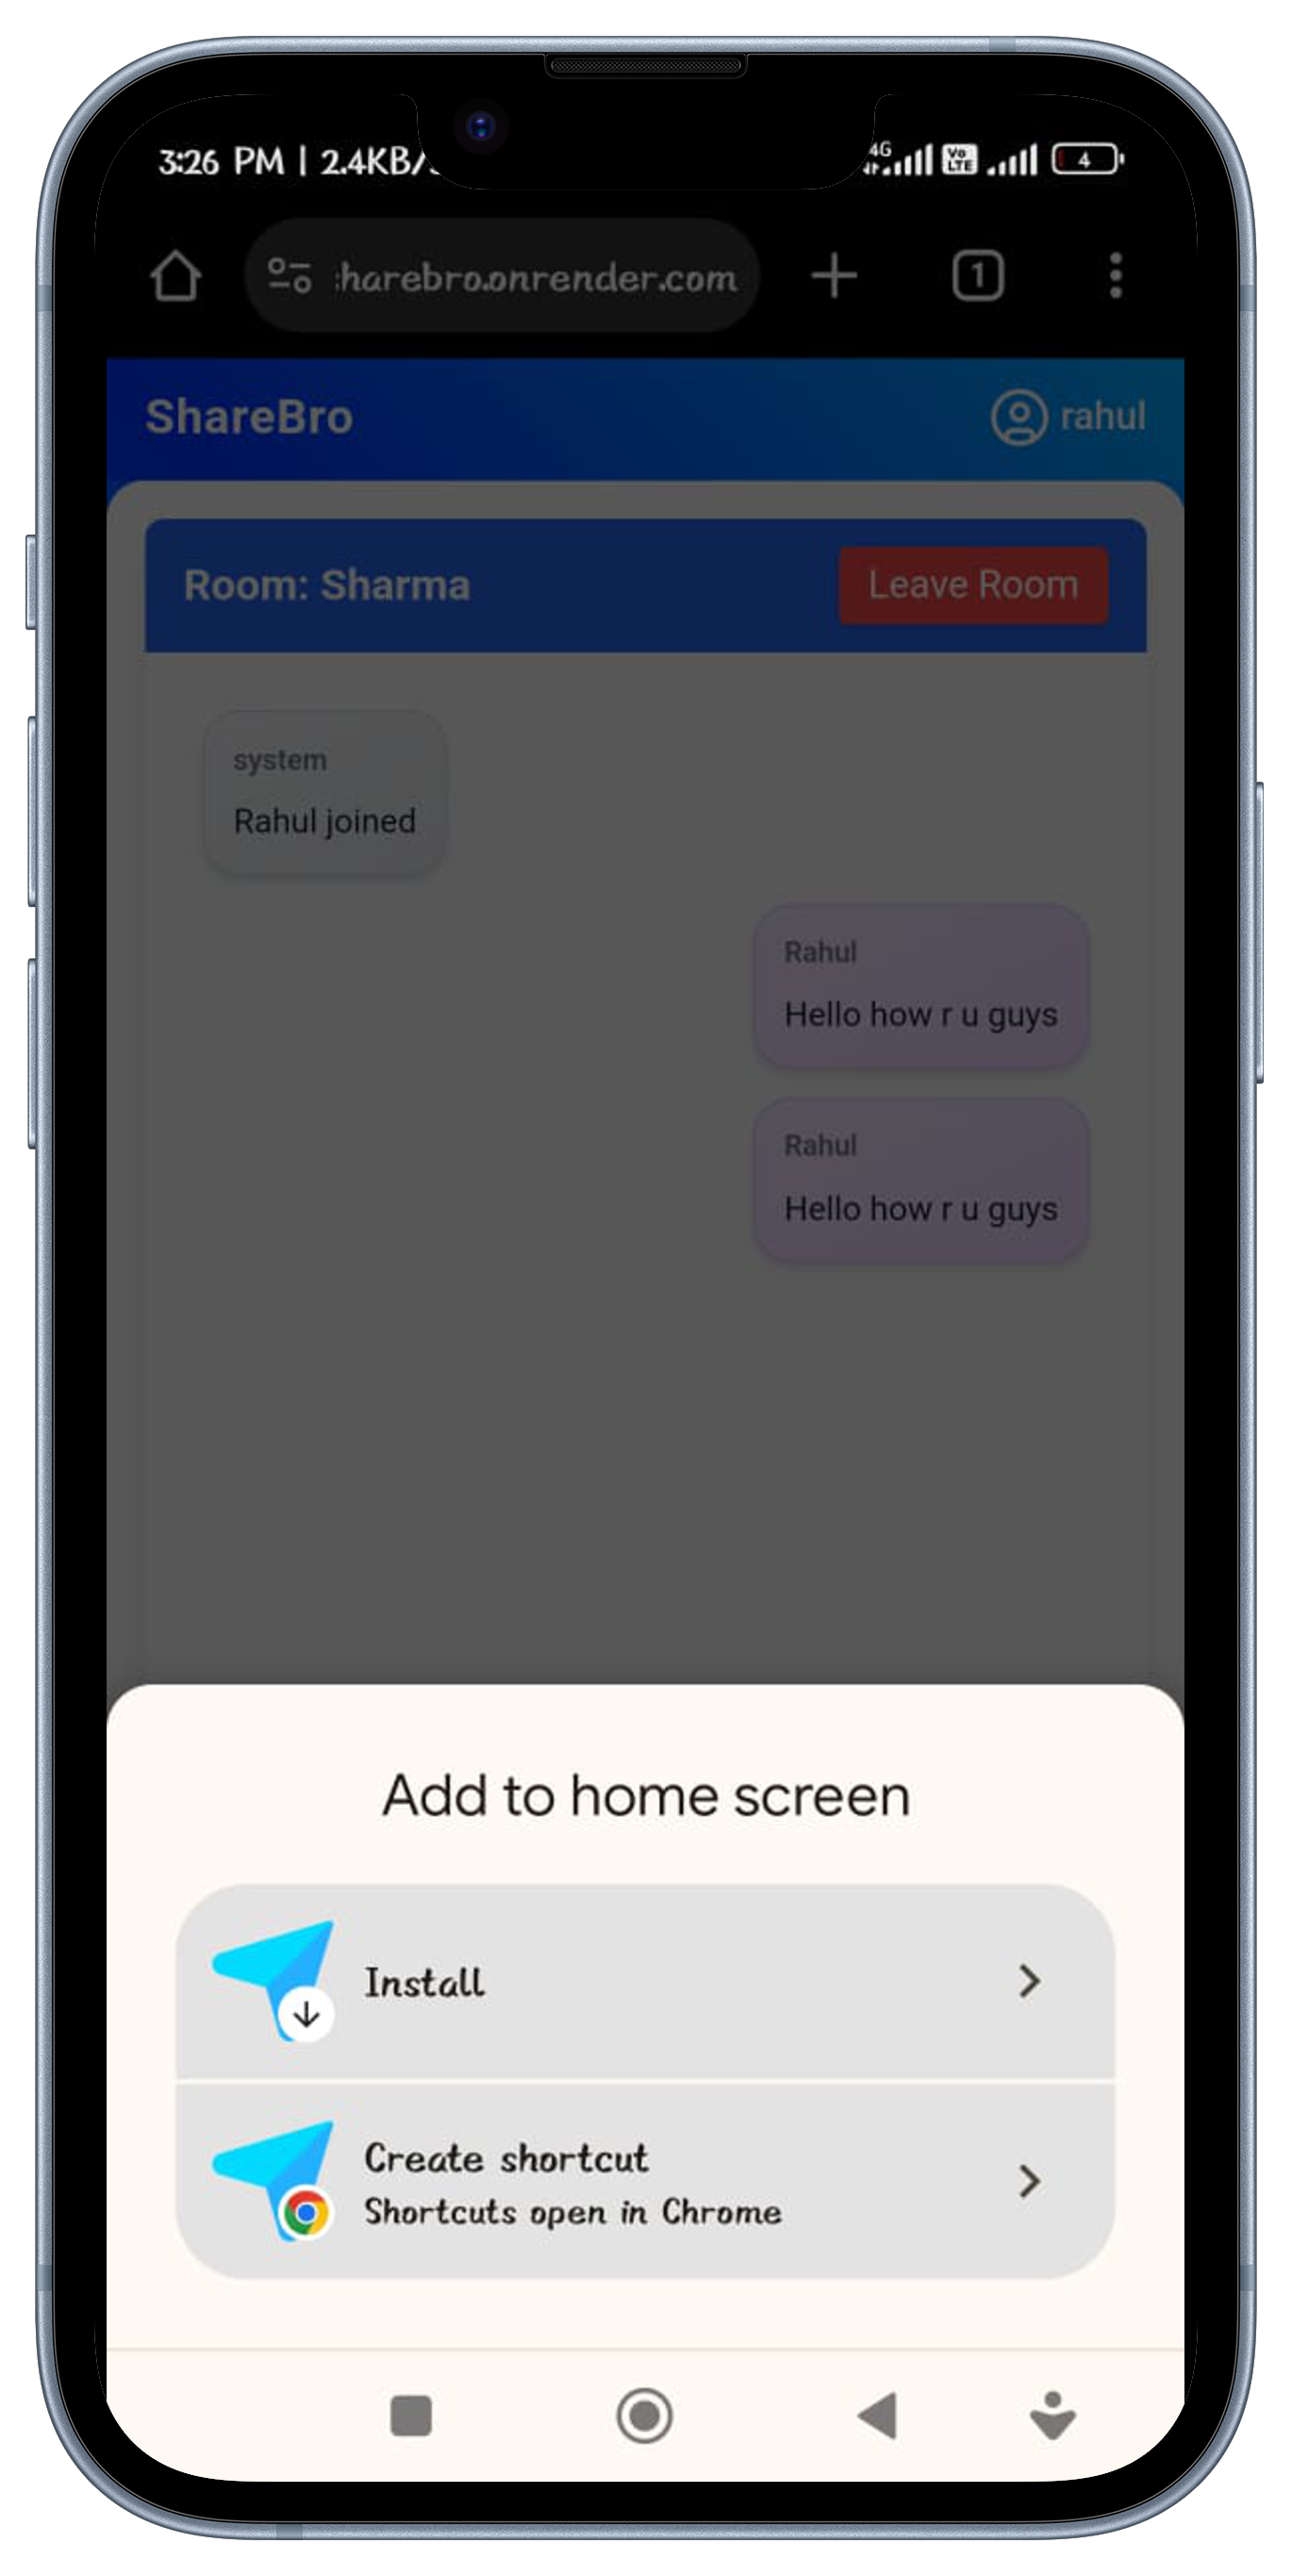 3:26 PM | 2.4KB/
4G Vo LTE 4
harebro.onrender.com 1
ShareBro rahul
Room: Sharma Leave Room
system
Rahul joined
Rahul
Hello how r u guys
Rahul
Hello how r u guys
Add to home screen
Install
Create shortcut
Shortcuts open in Chrome